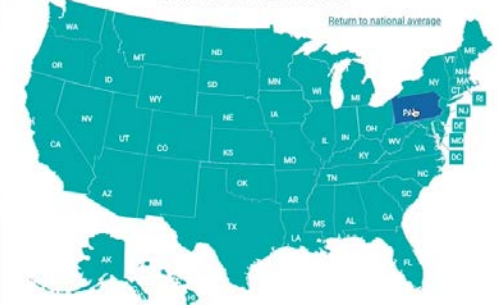 Return to national average
WA
ME
MT
ND
VT
OR
MN
NH
ID
SD
WI
NY
MA
MI
CT
WY
RI
IA
PA
NV
NE
NJ
OH
IL
IN
DE
UT
CO
WV
MD
CA
KS
VA
MO
KY
DC
NC
TN
OK
AZ
NM
AR
SC
MS
AL
GA
TX
LA
AK
FL
HI